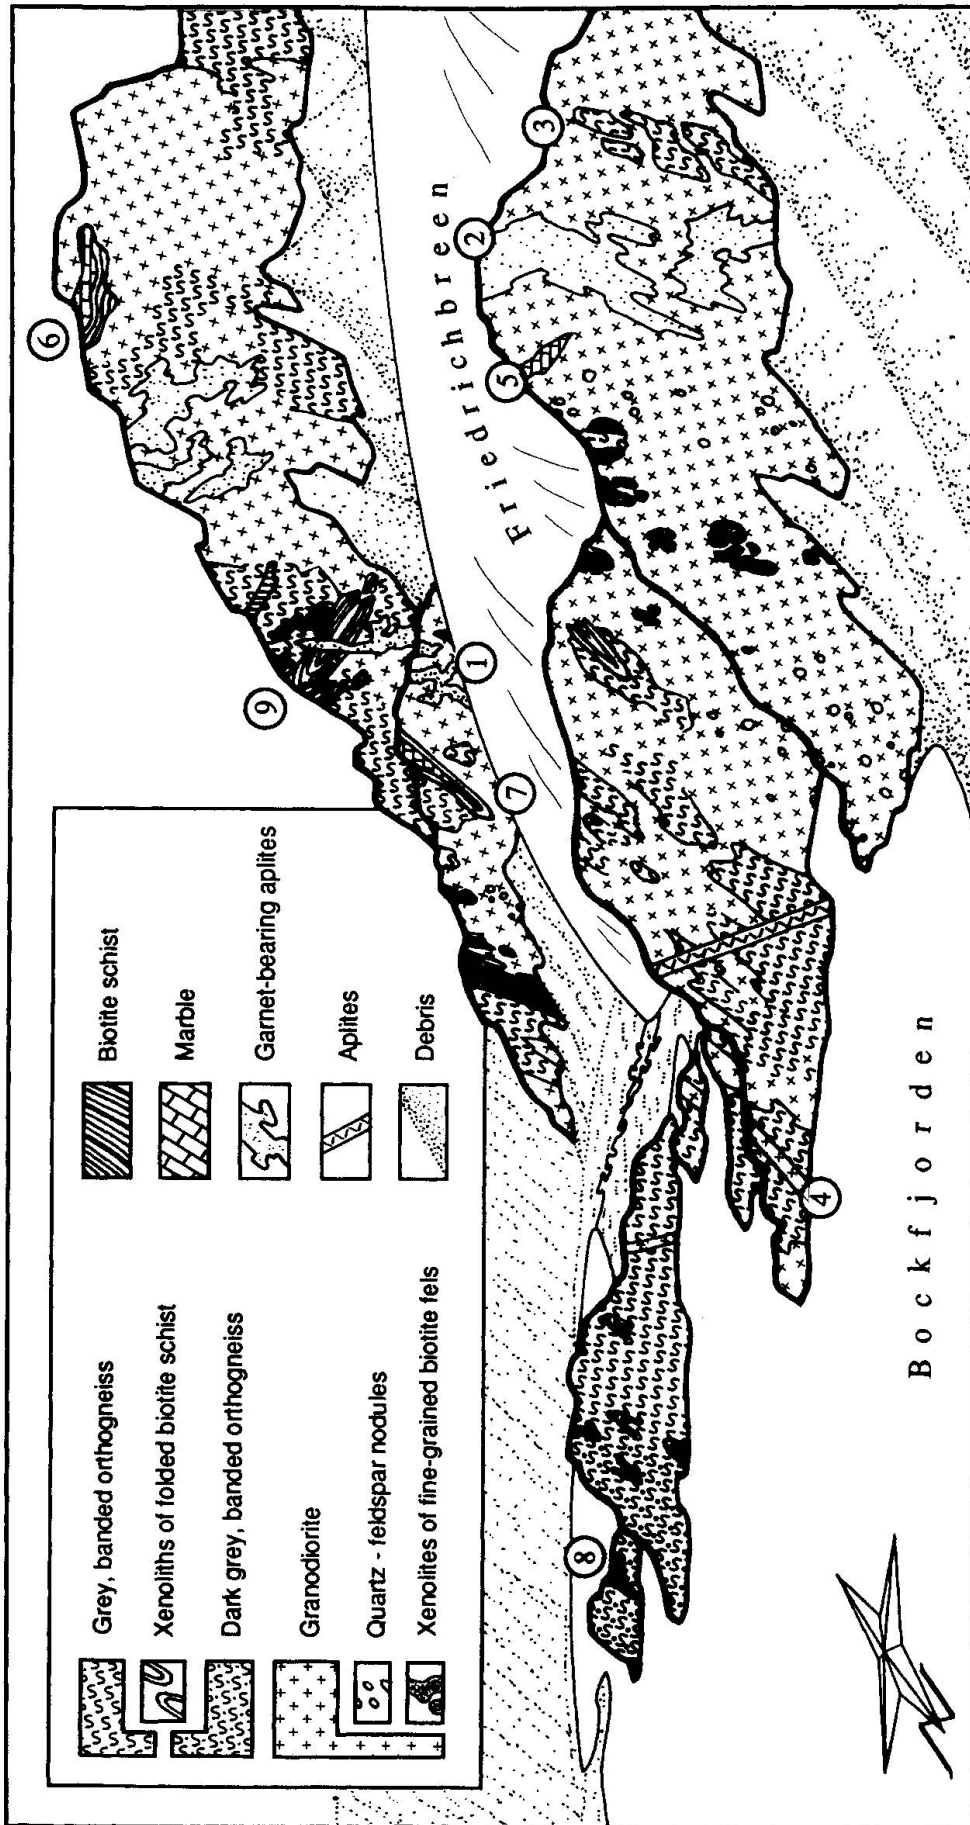 Grey, banded orthogneiss
Xenoliths of folded biotite schist
Dark grey, banded orthogneiss
Granodiorite
Quartz - feldspar nodules
Xenolites of fine-grained biotite fels
Biotite schist
Marble
Garnet-bearing aplites
Aplites
Debris
6
9
1
7
Friedrichbreen
5
2
3
8
4
Bockfjorden